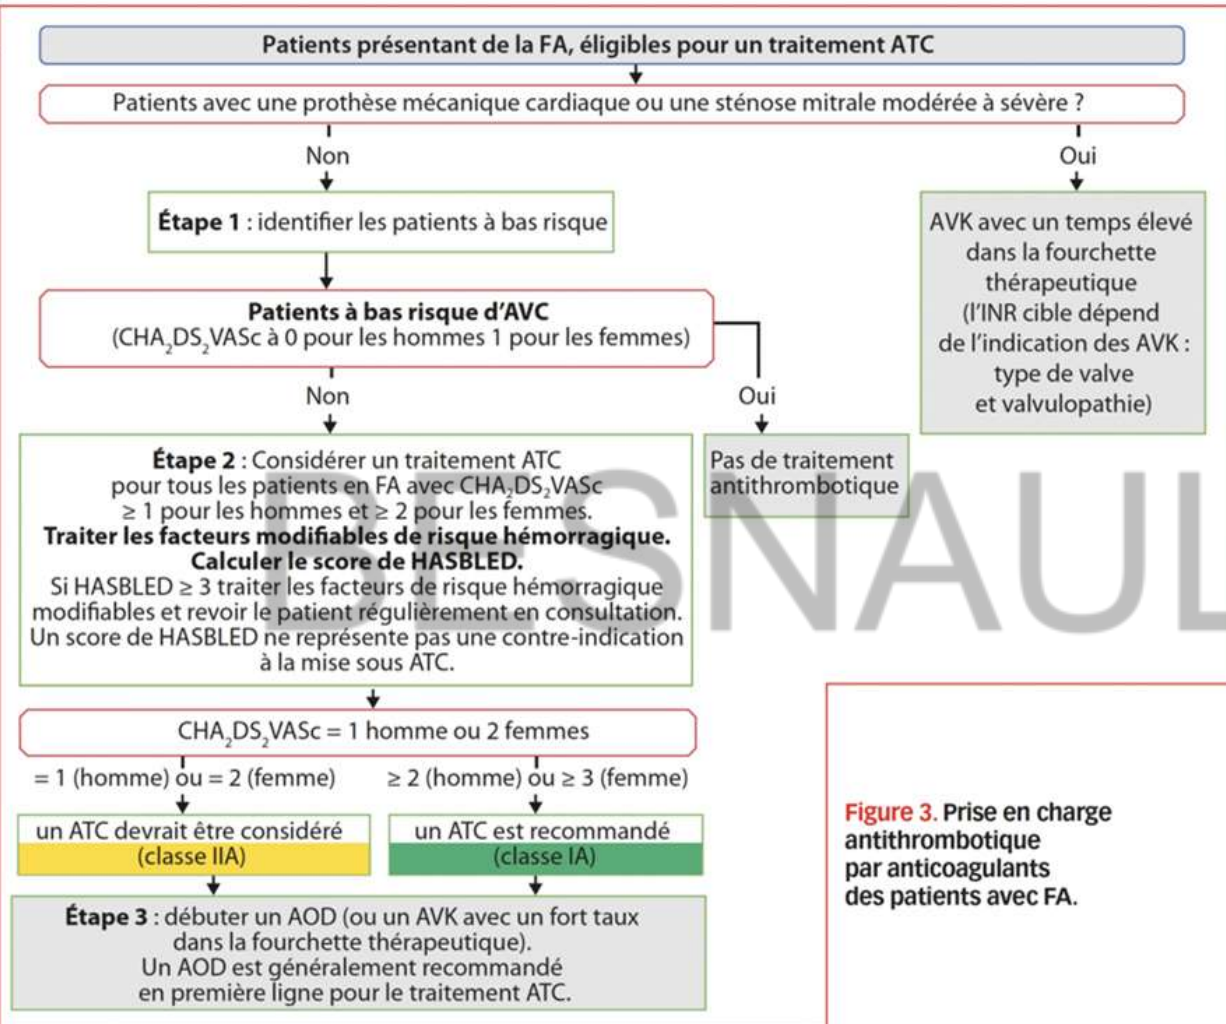 Patients présentant de la FA, éligibles pour un traitement ATC
Patients avec une prothèse mécanique cardiaque ou une sténose mitrale modérée à sévère ?
Non
Oui
Étape 1 : identifier les patients à bas risque
AVK avec un temps élevé
dans la fourchette
thérapeutique
(l'INR cible dépend
de l'indication des AVK :
type de valve
et valvulopathie)
Patients à bas risque d'AVC
(CHA2DS2VASc à 0 pour les hommes 1 pour les femmes)
Non
Oui
Pas de traitement
antithrombotique
Étape 2 : Considérer un traitement ATC
pour tous les patients en FA avec CHA2DS2VASc
≥ 1 pour les hommes et ≥ 2 pour les femmes.
Traiter les facteurs modifiables de risque hémorragique.
Calculer le score de HASBLED.
Si HASBLED ≥ 3 traiter les facteurs de risque hémorragique
modifiables et revoir le patient régulièrement en consultation.
Un score de HASBLED ne représente pas une contre-indication
à la mise sous ATC.
BESNAUL
CHA2DS2VASc = 1 homme ou 2 femmes
= 1 (homme) ou = 2 (femme)
≥ 2 (homme) ou ≥ 3 (femme)
un ATC devrait être considéré
(classe IIA)
un ATC est recommandé
(classe IA)
Étape 3 : débuter un AOD (ou un AVK avec un fort taux
dans la fourchette thérapeutique).
Un AOD est généralement recommandé
en première ligne pour le traitement ATC.
Figure 3. Prise en charge
antithrombotique
par anticoagulants
des patients avec FA.